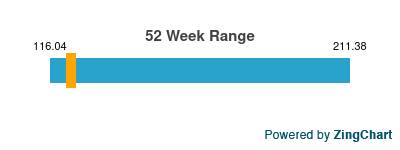 52 Week Range
116.04
211.38
Powered by ZingChart